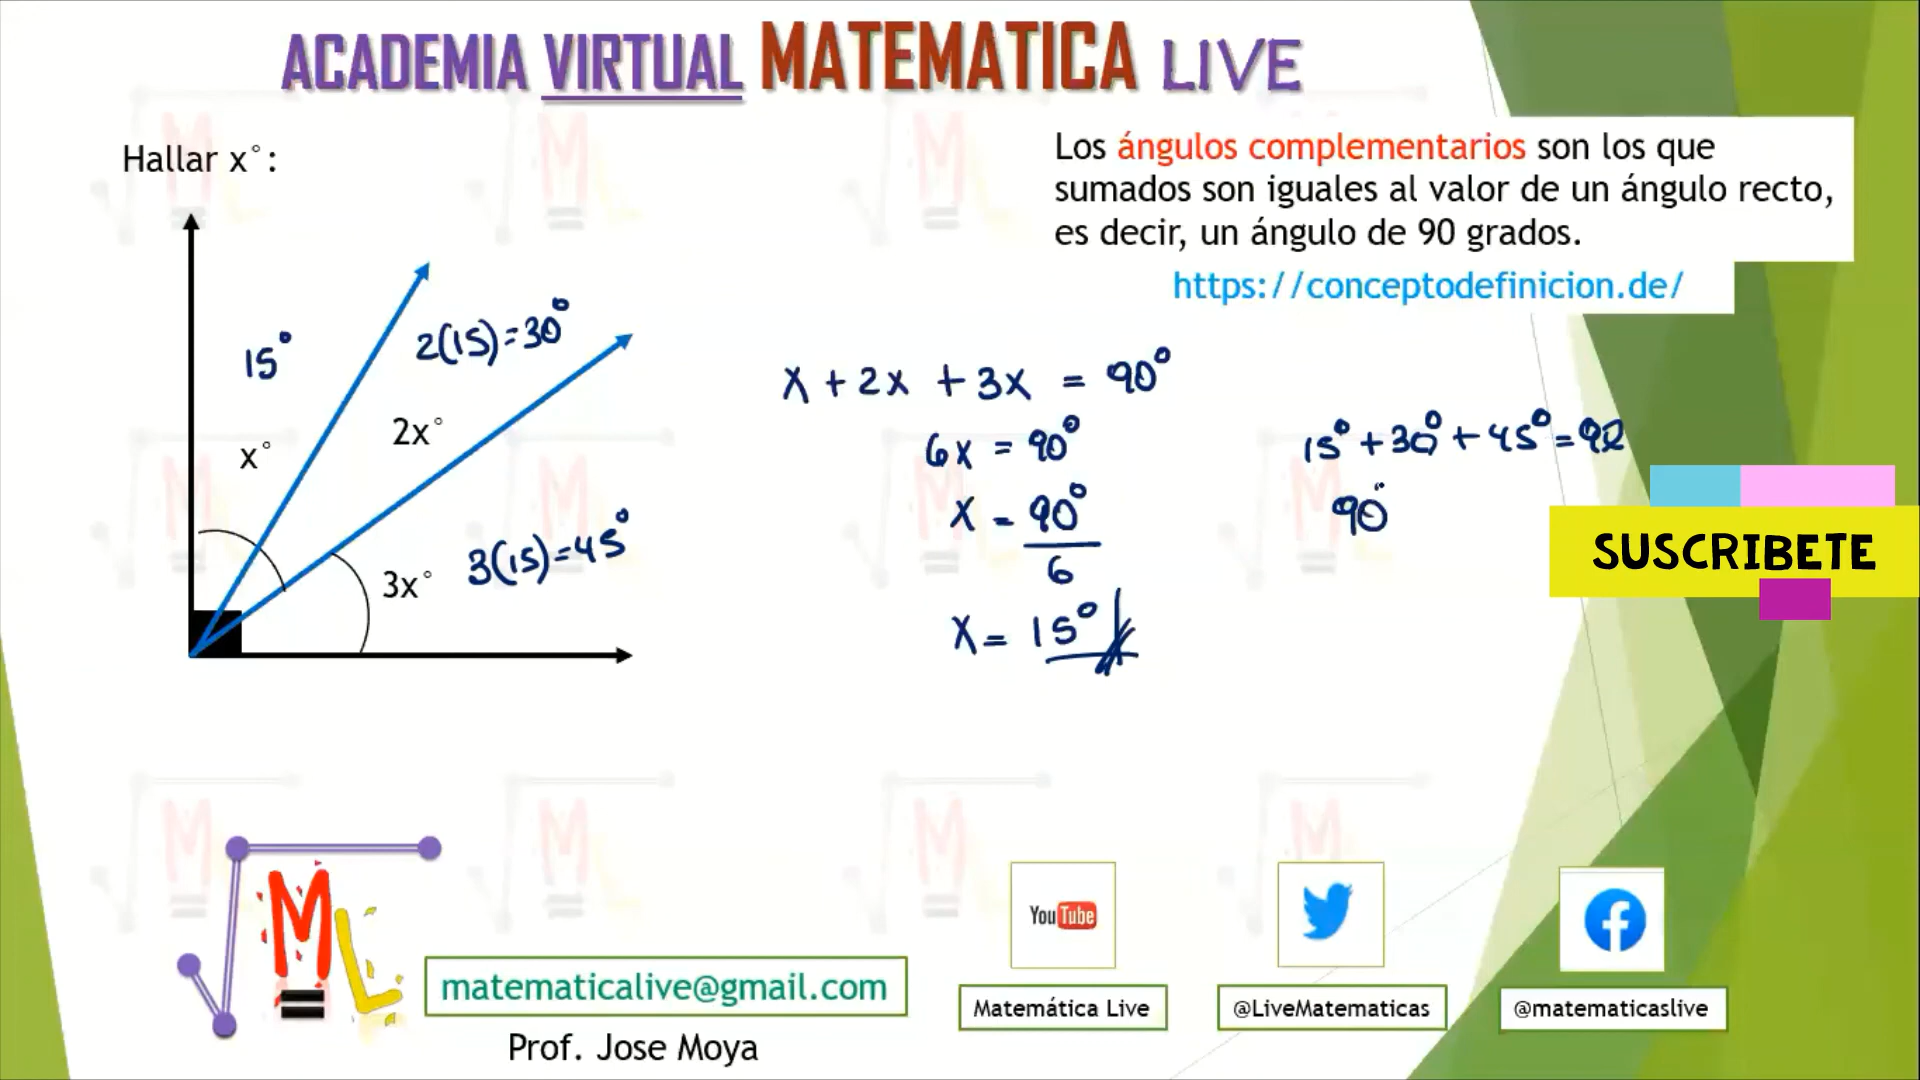 ACADEMIA VIRTUAL MATEMATICA LIVE
Hallar x°:
Los ángulos complementarios son los que
sumados son iguales al valor de un ángulo recto,
es decir, un ángulo de 90 grados.
https://conceptodefinicion.de/
15°
2(15)=30°
x°
2x°
3x°
3(15)=45°
x + 2x + 3x = 90°
6x = 90°
x = 90°
6
x = 15°
15° + 30° + 45° = 90
90°
SUSCRIBETE
ML
matematicalive@gmail.com
Prof. Jose Moya
YouTube
Matemática Live
@LiveMatematicas
@matematicaslive